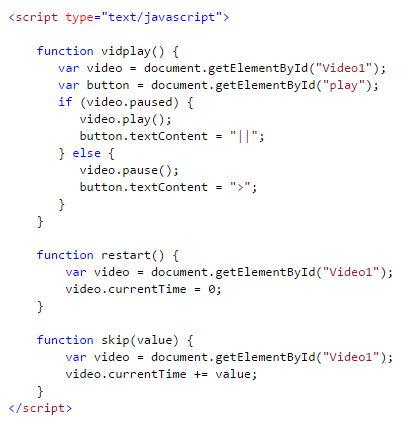 <script type="text/javascript">
function vidplay() {
var video = document.getElementById("Video1");
var button = document.getElementById("play");
if (video.paused) {
video.play();
button.textContent = "||";
} else {
video.pause();
button.textContent = ">";
}
}
function restart() {
var video = document.getElementById("Video1");
video.currentTime = 0;
}
function skip(value) {
var video = document.getElementById("Video1");
video.currentTime += value;
}
</script>